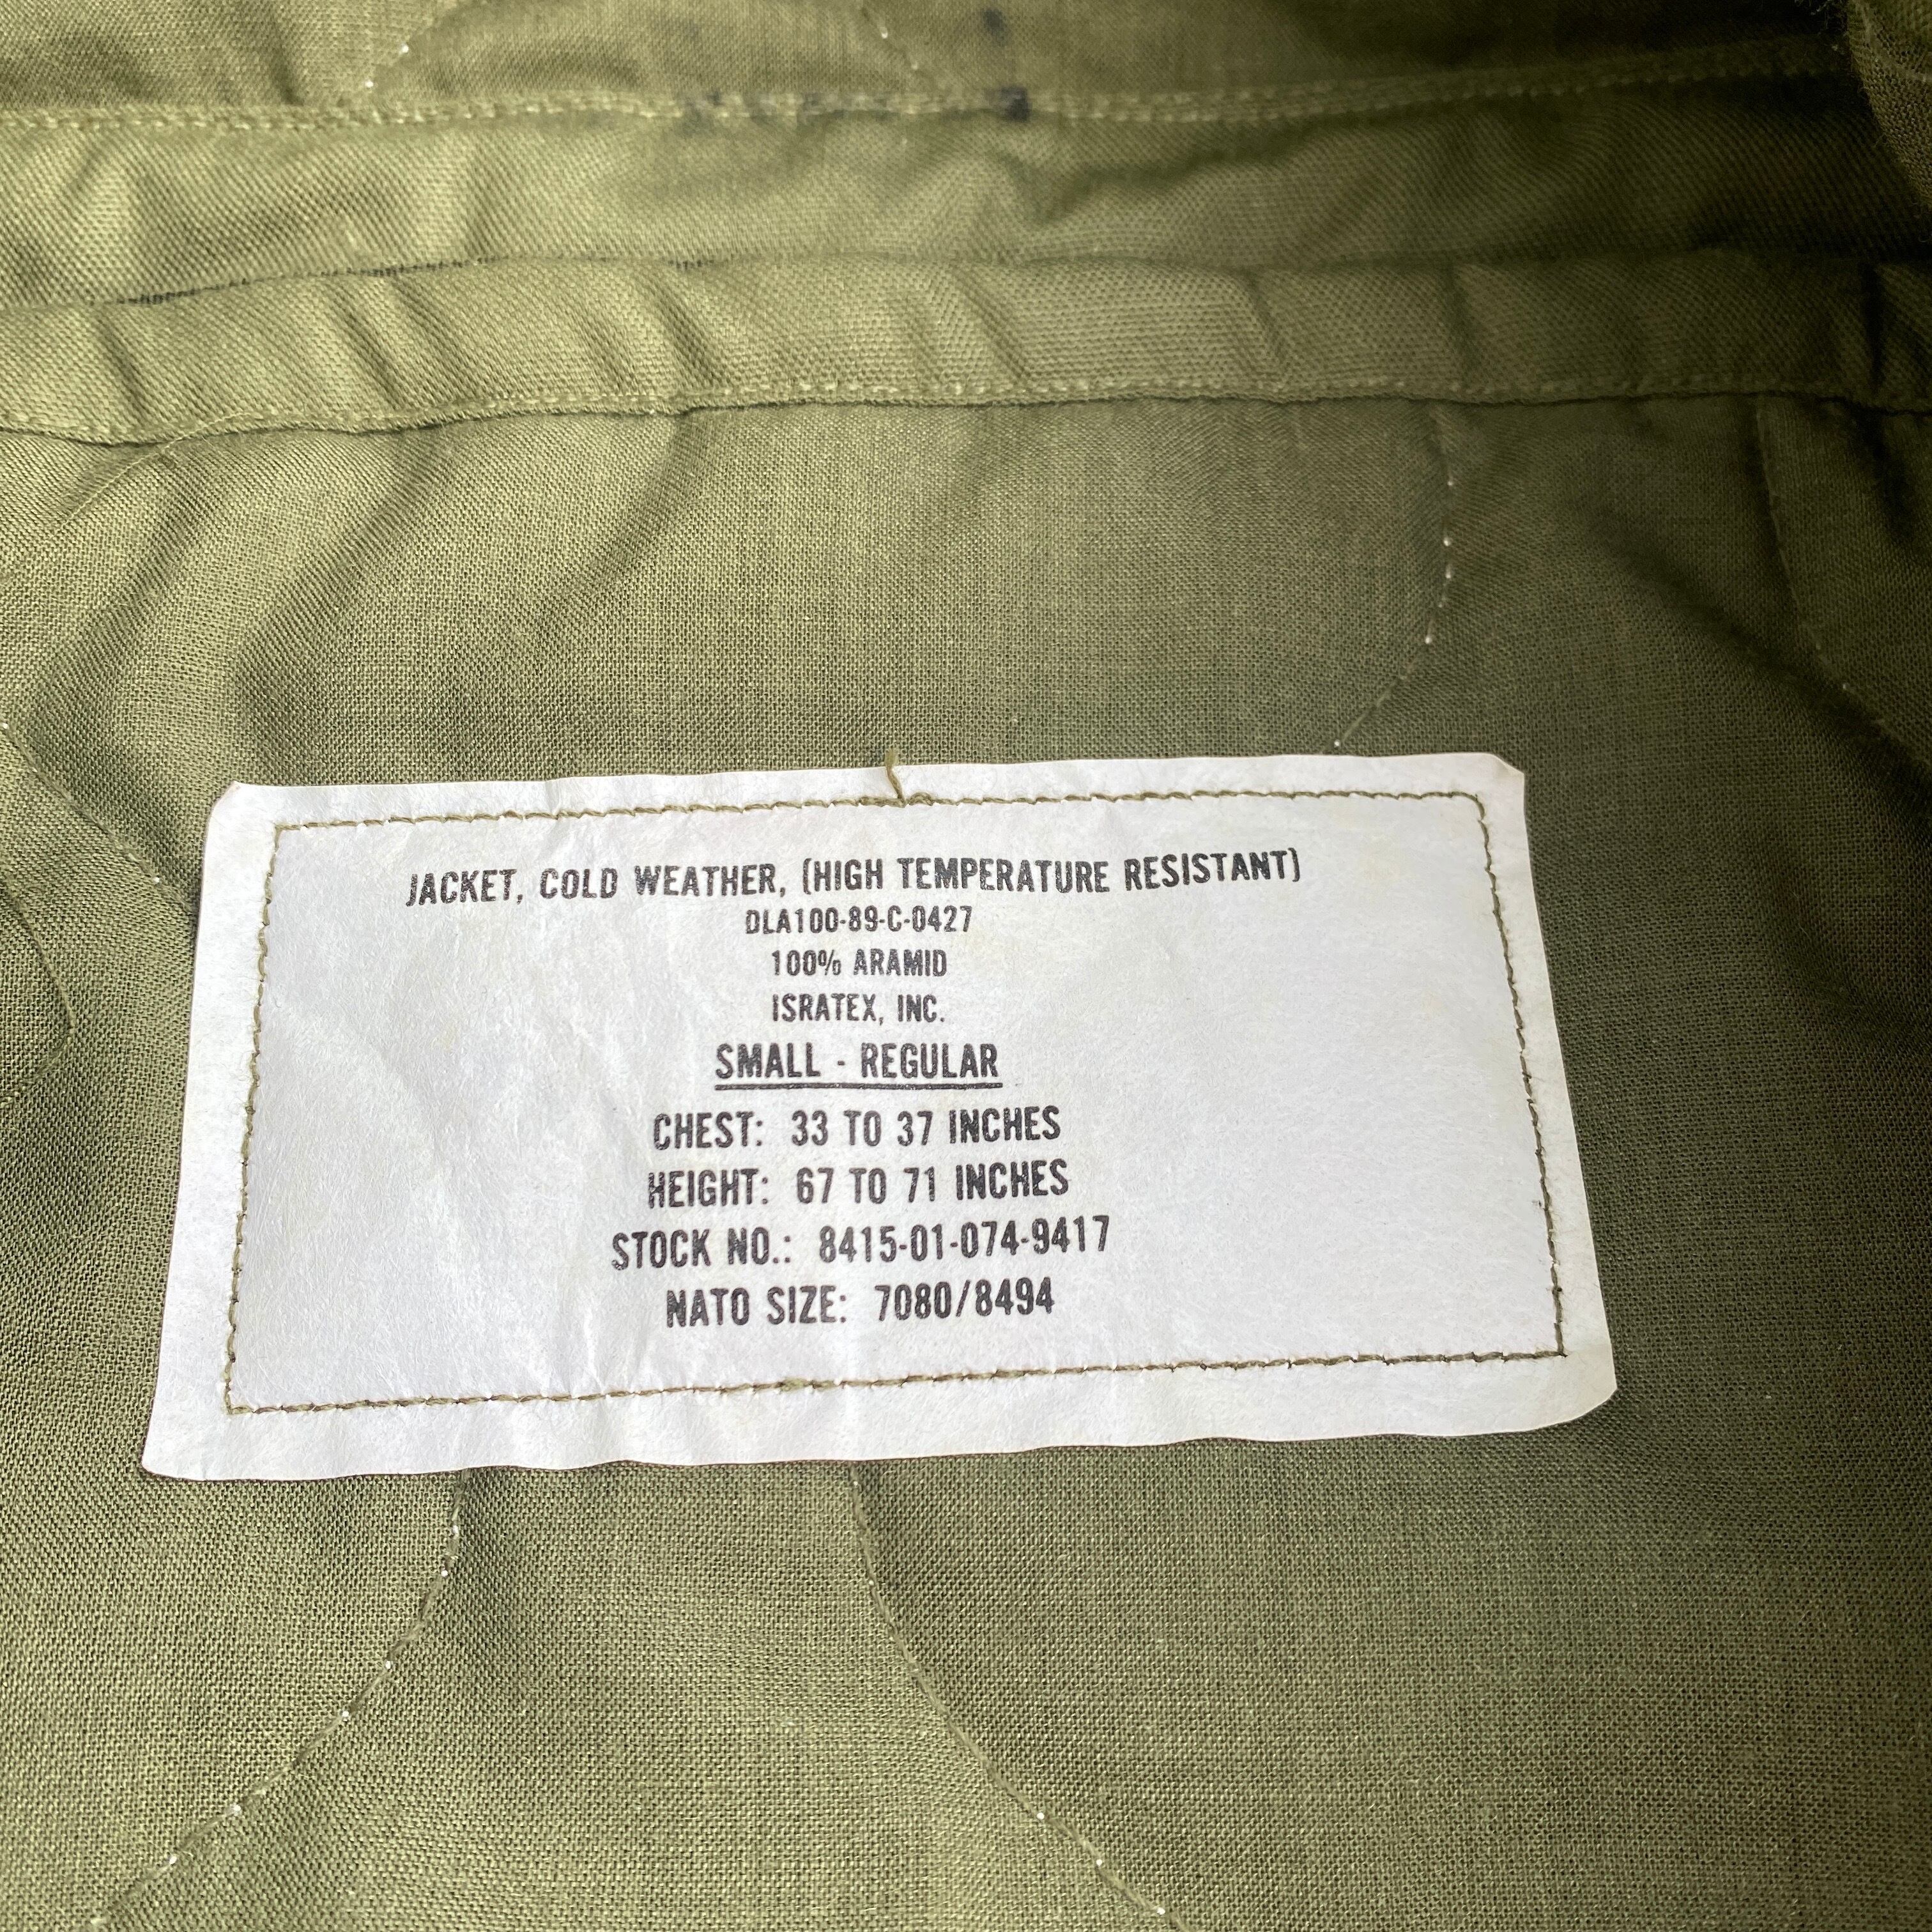 JACKET, COLD WEATHER, (HIGH TEMPERATURE RESISTANT)
DLA100-89-C-0427
100% ARAMID
ISRATEX, INC.
SMALL - REGULAR
CHEST: 33 TO 37 INCHES
HEIGHT: 67 TO 71 INCHES
STOCK NO.: 8415-01-074-9417
NATO SIZE: 7080/8494